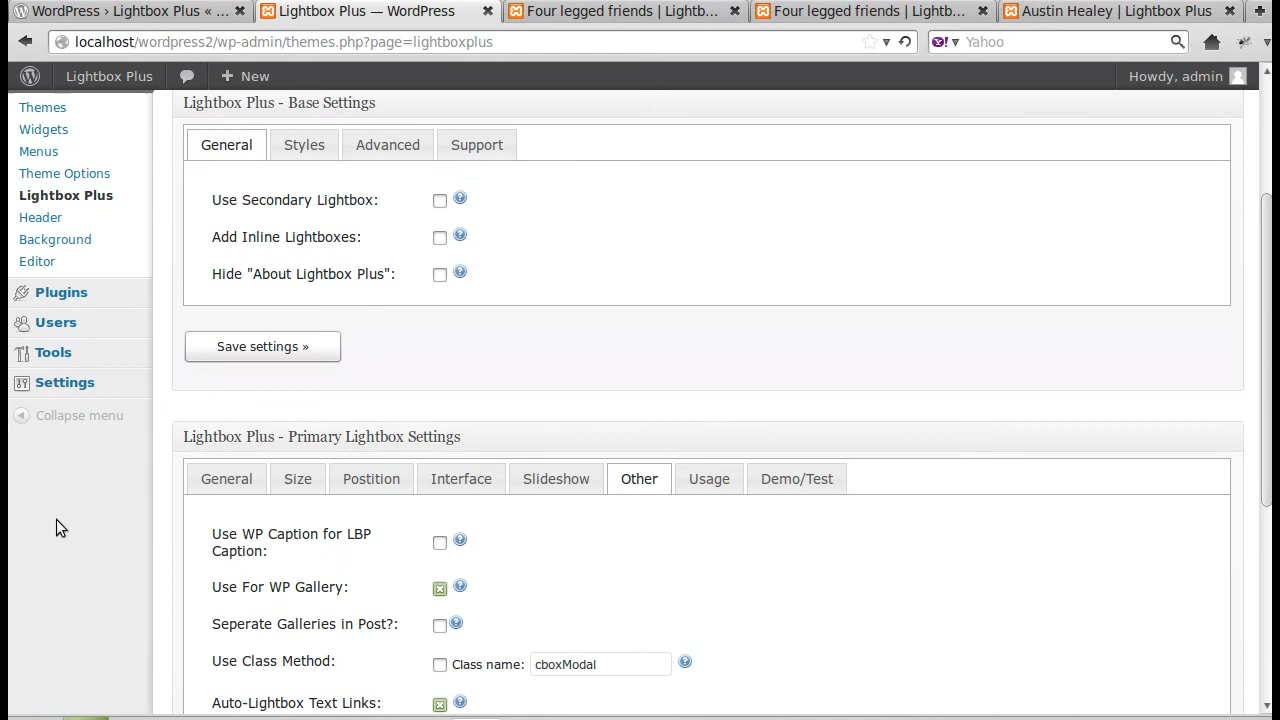 WordPress › Lightbox Plus « ...
Lightbox Plus — WordPress
Four legged friends | Lightb...
Four legged friends | Lightb...
Austin Healey | Lightbox Plus
localhost/wordpress2/wp-admin/themes.php?page=lightboxplus
Yahoo
Lightbox Plus
New
Howdy, admin
Themes
Widgets
Menus
Theme Options
Lightbox Plus
Header
Background
Editor
Plugins
Users
Tools
Settings
Collapse menu
Lightbox Plus - Base Settings
General
Styles
Advanced
Support
Use Secondary Lightbox:
Add Inline Lightboxes:
Hide "About Lightbox Plus":
Save settings »
Lightbox Plus - Primary Lightbox Settings
General
Size
Position
Interface
Slideshow
Other
Usage
Demo/Test
Use WP Caption for LBP
Caption:
Use For WP Gallery:
Seperate Galleries in Post?:
Use Class Method:
Class name: cboxModal
Auto-Lightbox Text Links: